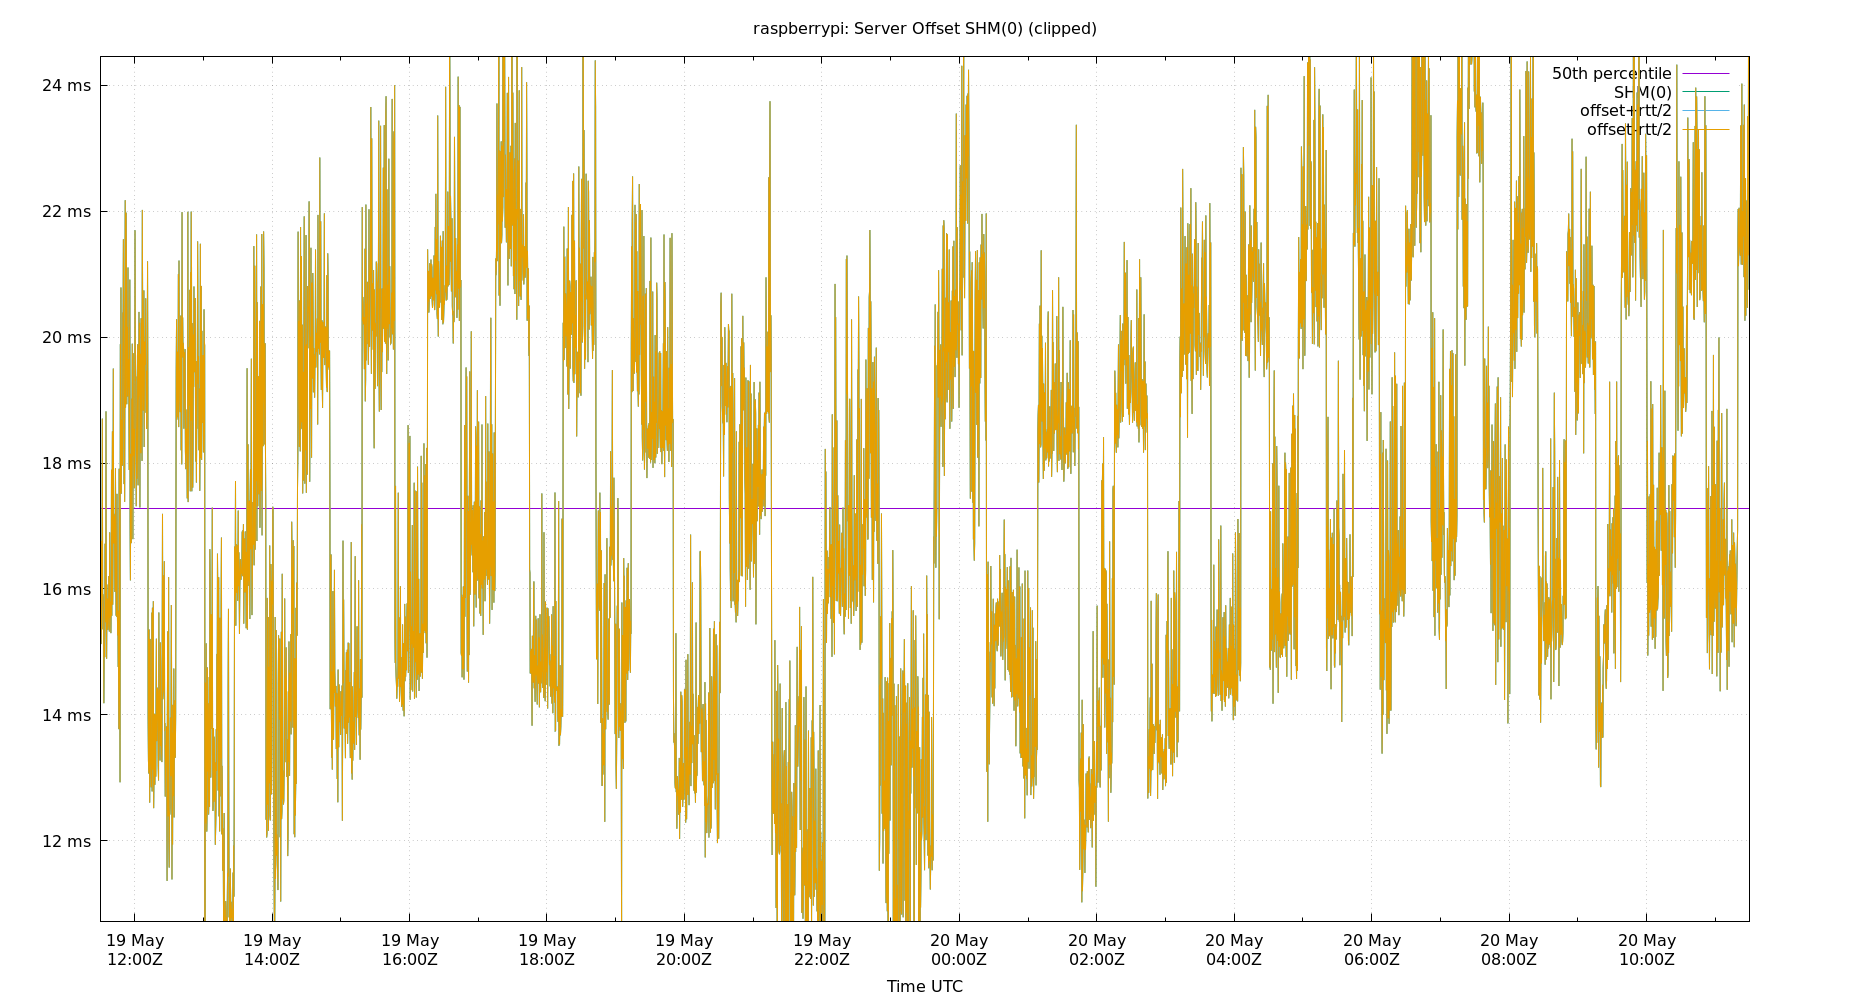 raspberrypi: Server Offset SHM(0) (clipped)
50th percentile
SHM(0)
offset+rtt/2
offset-rtt/2
24 ms
22 ms
20 ms
18 ms
16 ms
14 ms
12 ms
19 May 19 May 19 May 19 May 19 May 19 May 20 May 20 May 20 May 20 May 20 May 20 May
12:00Z 14:00Z 16:00Z 18:00Z 20:00Z 22:00Z 00:00Z 02:00Z 04:00Z 06:00Z 08:00Z 10:00Z
Time UTC